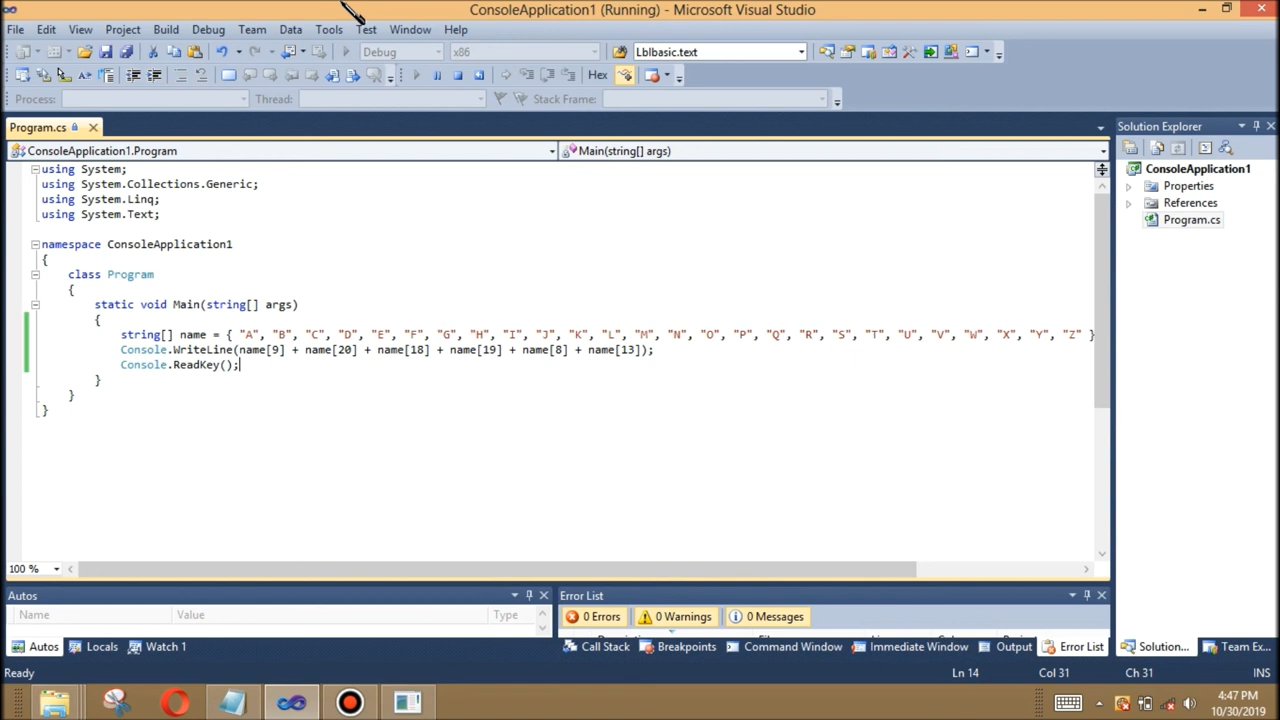 ConsoleApplication1 (Running) - Microsoft Visual Studio
File Edit View Project Build Debug Team Data Tools Test Window Help
Debug x86 Lblbasic.text
Hex
Process: Thread: Stack Frame:
Program.cs
Solution Explorer
ConsoleApplication1.Program Main(string[] args)
using System;
using System.Collections.Generic;
using System.Linq;
using System.Text;
namespace ConsoleApplication1
{
class Program
{
static void Main(string[] args)
{
string[] name = { "A", "B", "C", "D", "E", "F", "G", "H", "I", "J", "K", "L", "M", "N", "O", "P", "Q", "R", "S", "T", "U", "V", "W", "X", "Y", "Z" }
Console.WriteLine(name[9] + name[20] + name[18] + name[19] + name[8] + name[13]);
Console.ReadKey();
}
}
}
ConsoleApplication1
Properties
References
Program.cs
100 %
Autos
Name Value Type
Error List
0 Errors 0 Warnings 0 Messages
Autos Locals Watch 1
Call Stack Breakpoints Command Window Immediate Window Output Error List
Solution... Team Ex...
Ready Ln 14 Col 31 Ch 31 INS
4:47 PM
10/30/2019